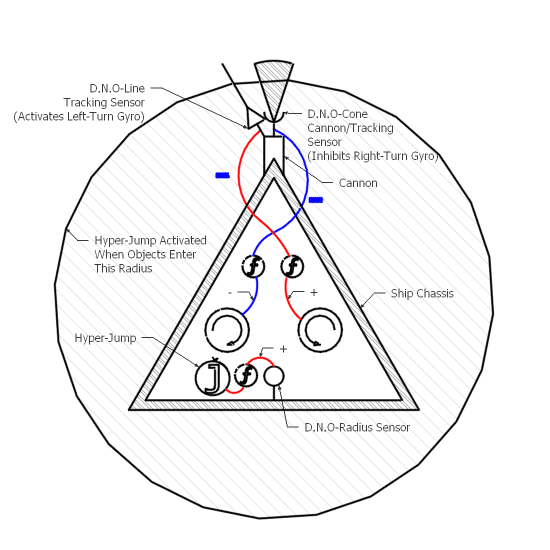 D.N.O-Line
Tracking Sensor
(Activates Left-Turn Gyro)
D.N.O-Cone
Cannon/Tracking
Sensor
(Inhibits Right-Turn Gyro)
Cannon
Hyper-Jump Activated
When Objects Enter
This Radius
f
f
-
+
Ship Chassis
Hyper-Jump
+
J̌
f
D.N.O-Radius Sensor